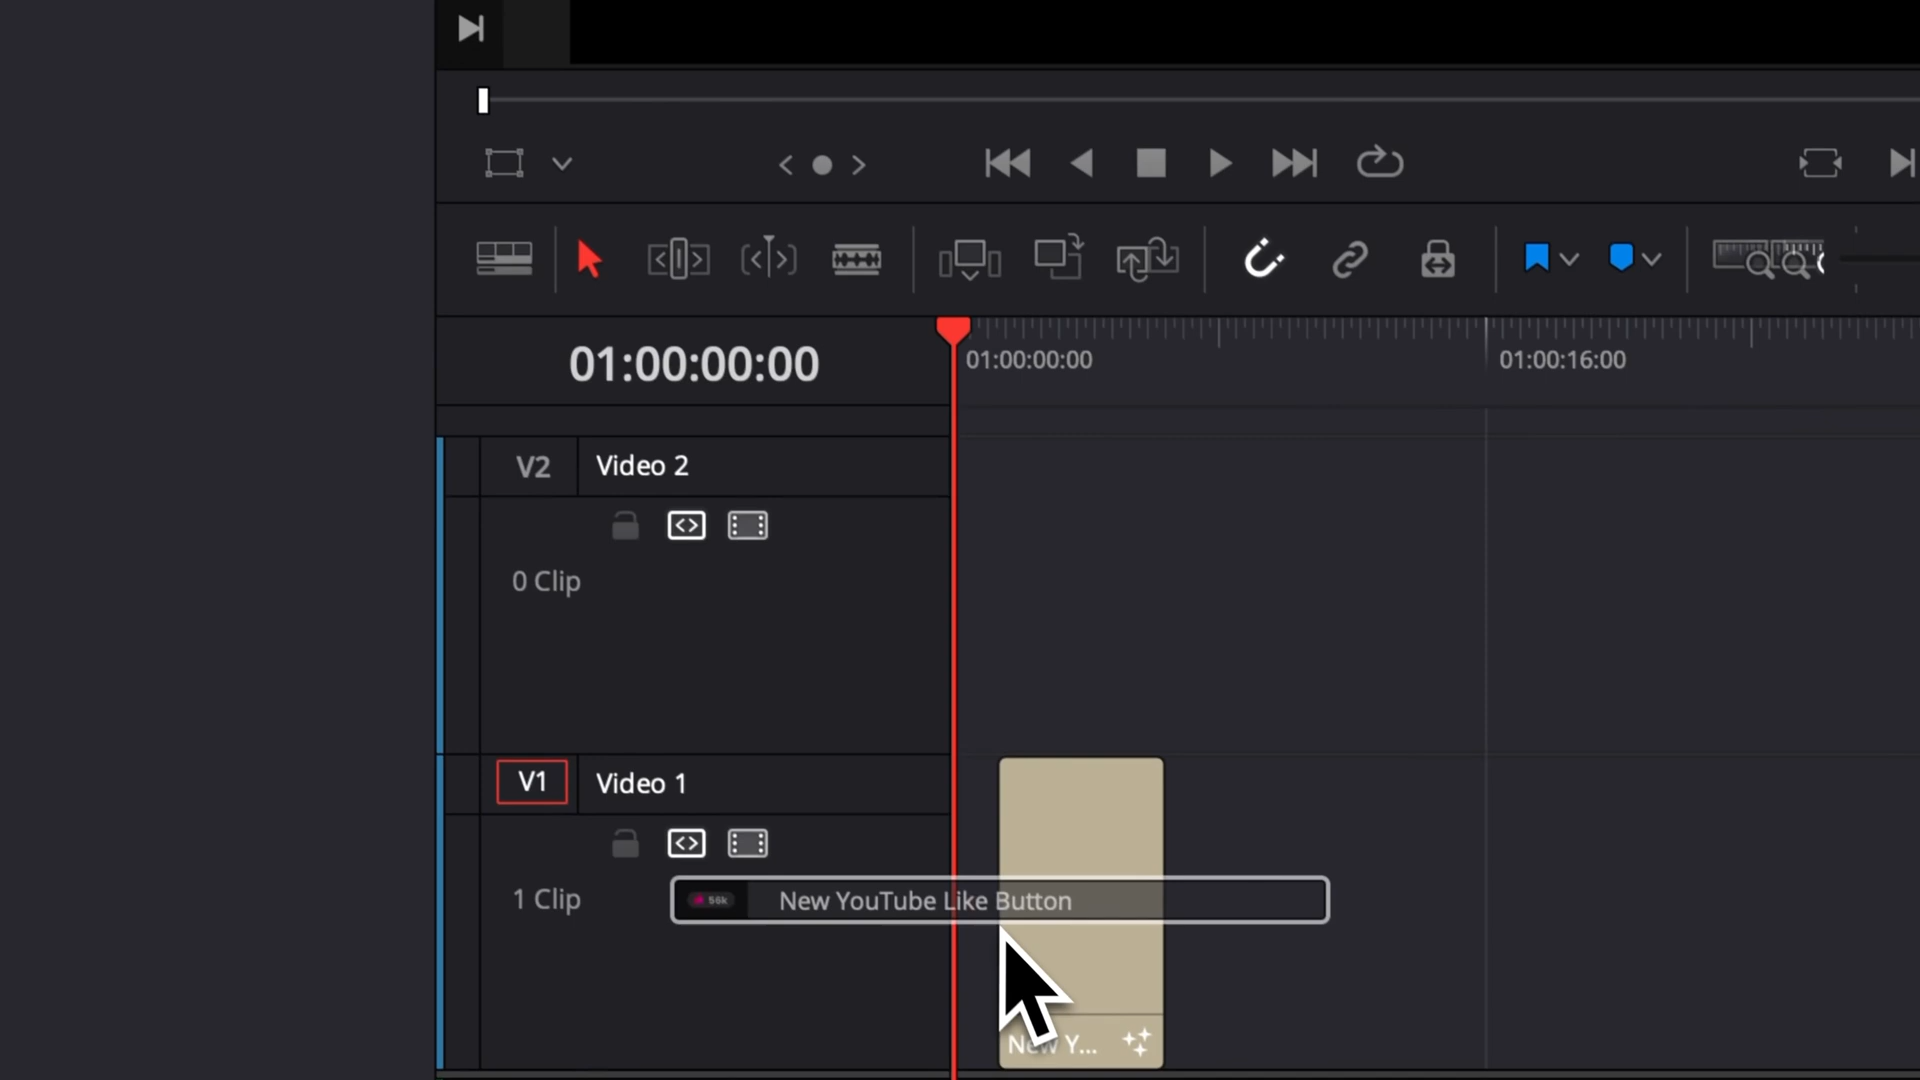 01:00:00:00
01:00:00:00
01:00:16:00
V2
Video 2
0 Clip
V1
Video 1
1 Clip
56k
New YouTube Like Button
New Y...